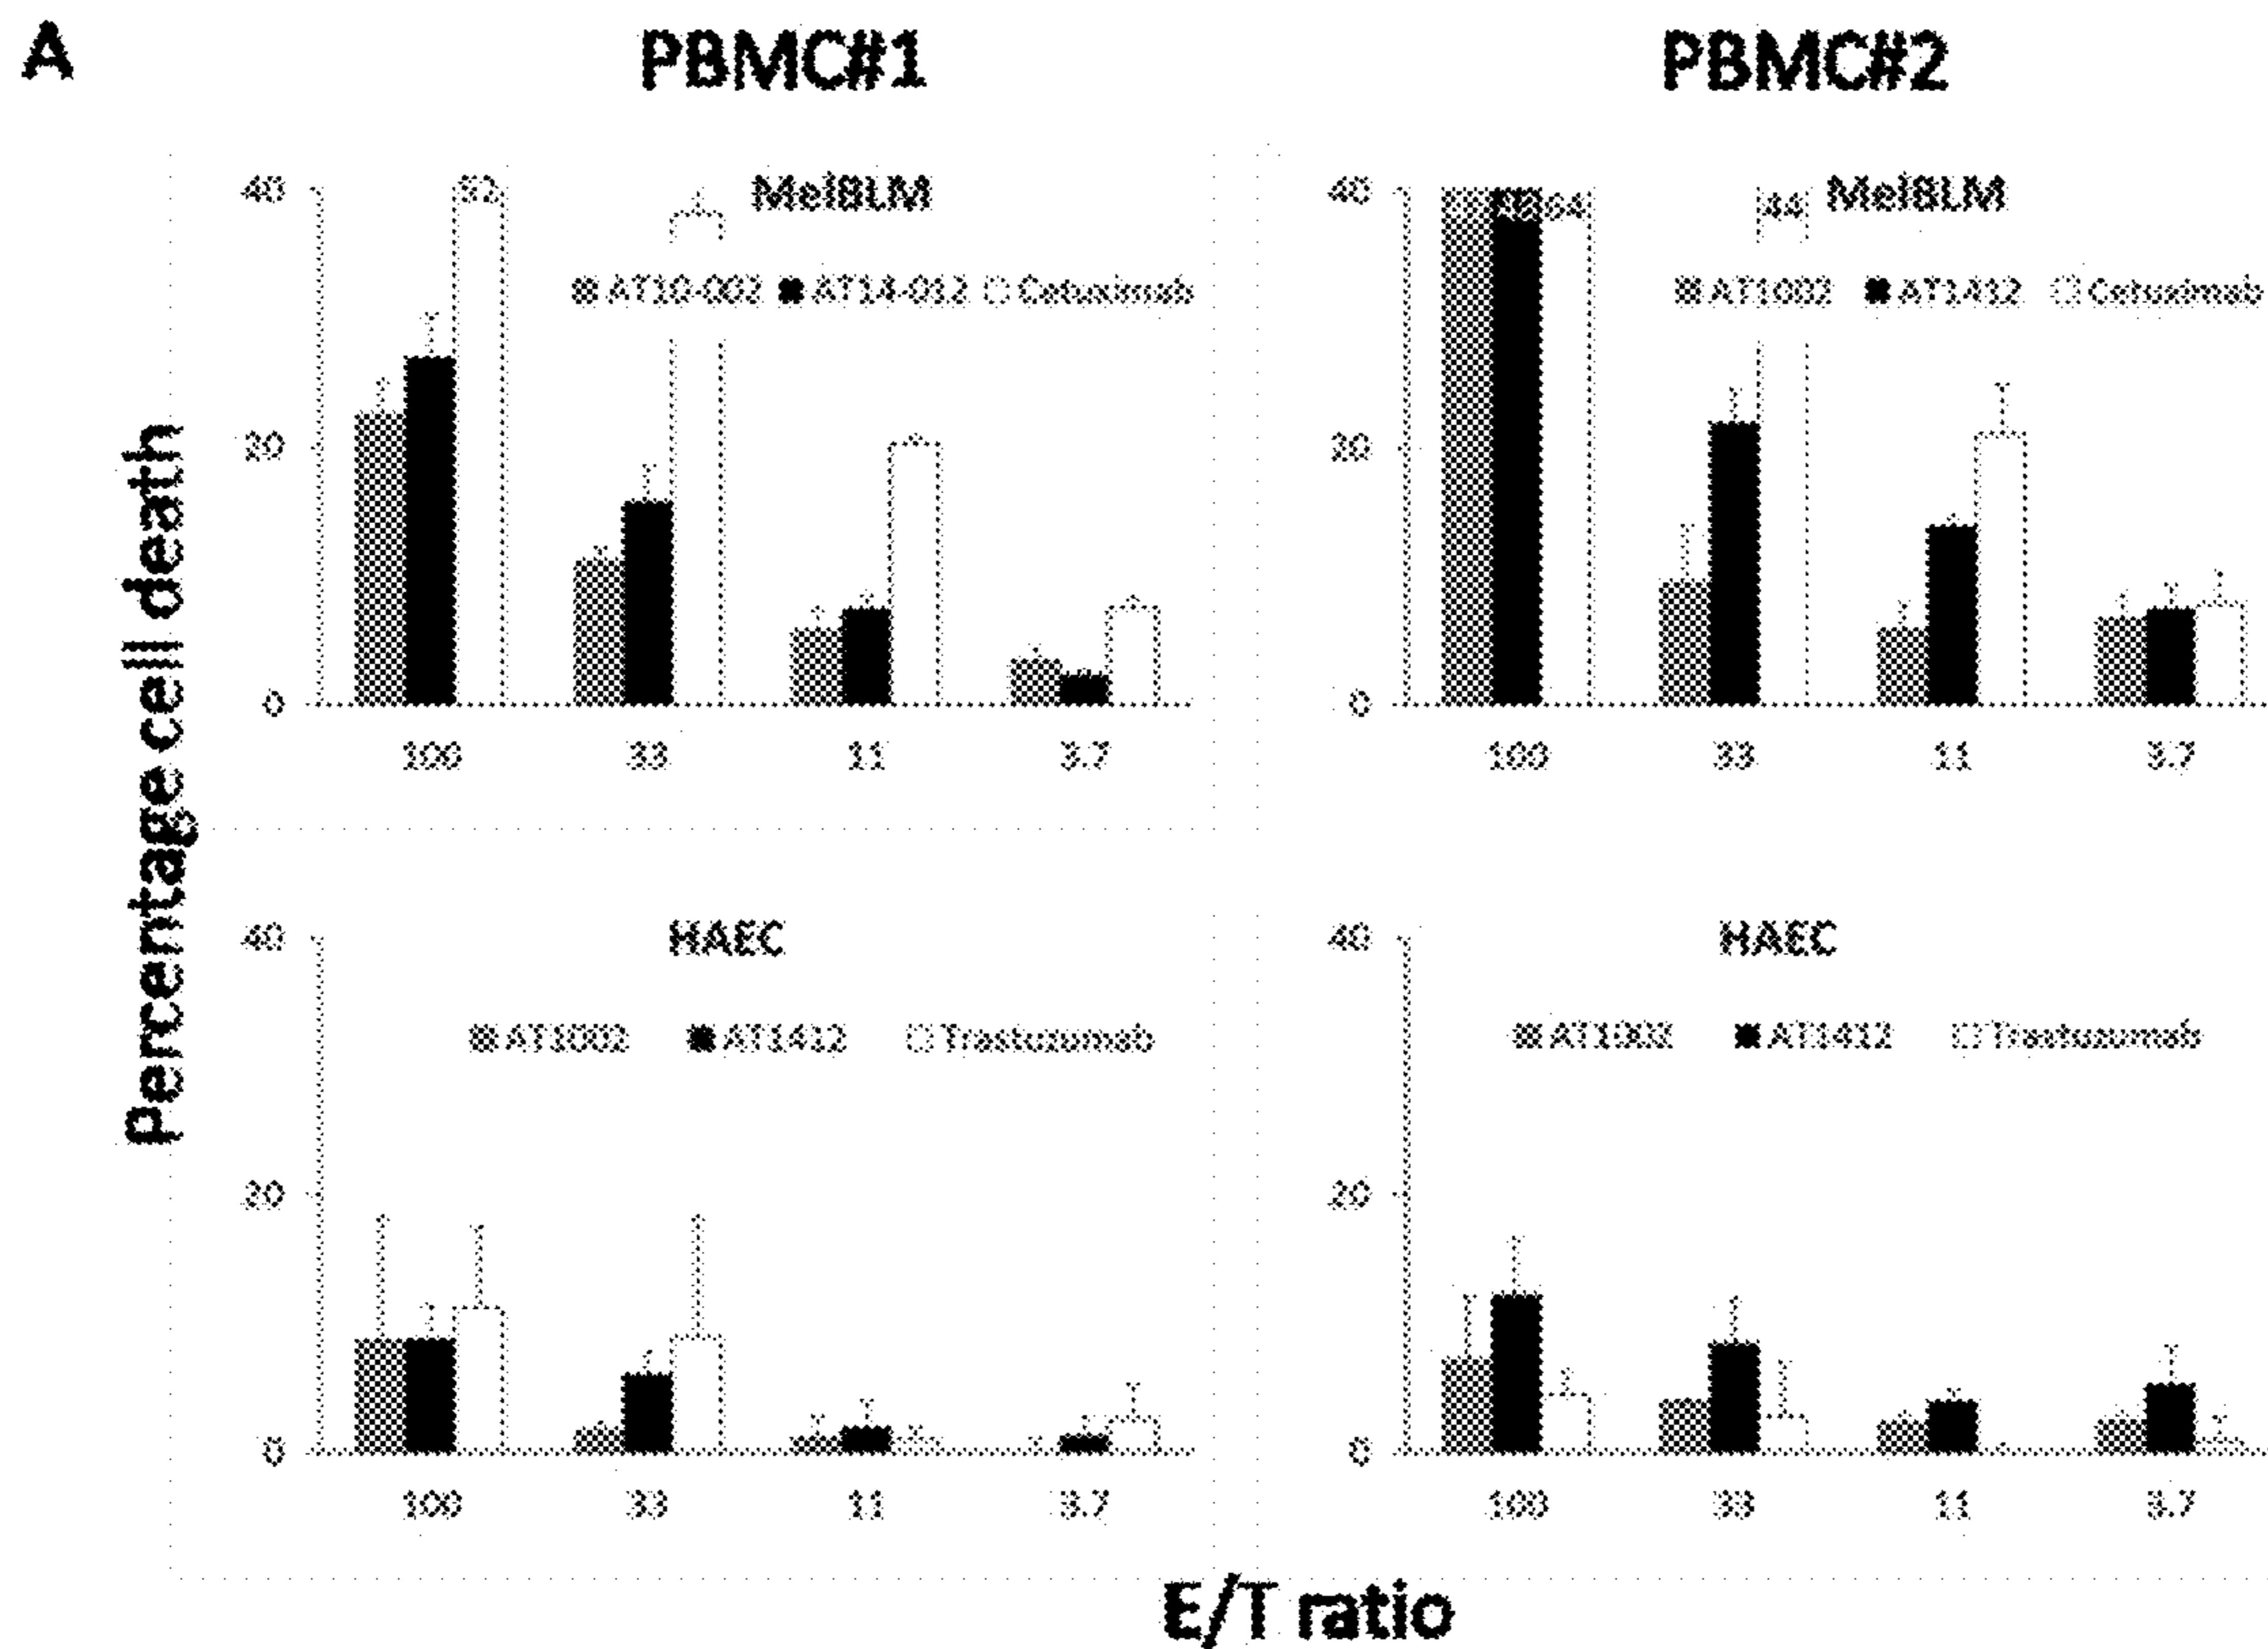 A
PBMC#1
PBMC#2
Percentage cell death
40
20
0
52
MelBLM
AT10-002 AT14-012 Cetuximab
100 33 11 3.7
40
20
0
64
44
MelBLM
AT1002 AT1412 Cetuximab
100 33 11 3.7
40
20
0
HAEC
AT1002 AT1412 Trastuzumab
100 33 11 3.7
40
20
0
HAEC
AT1002 AT1412 Trastuzumab
100 33 11 3.7
E/T ratio